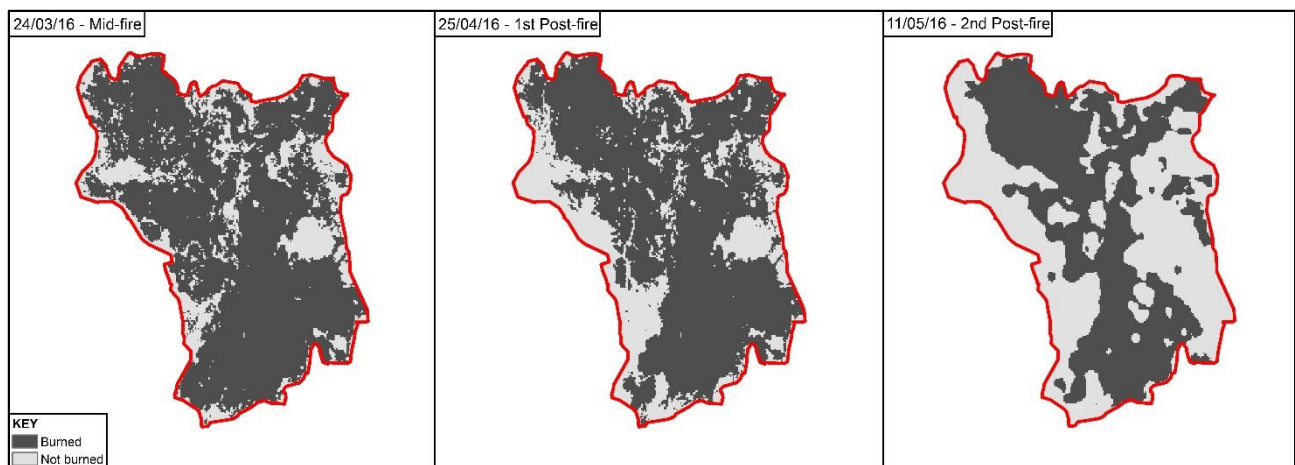 24/03/16 - Mid-fire
25/04/16 - 1st Post-fire
11/05/16 - 2nd Post-fire
KEY
Burned
Not burned